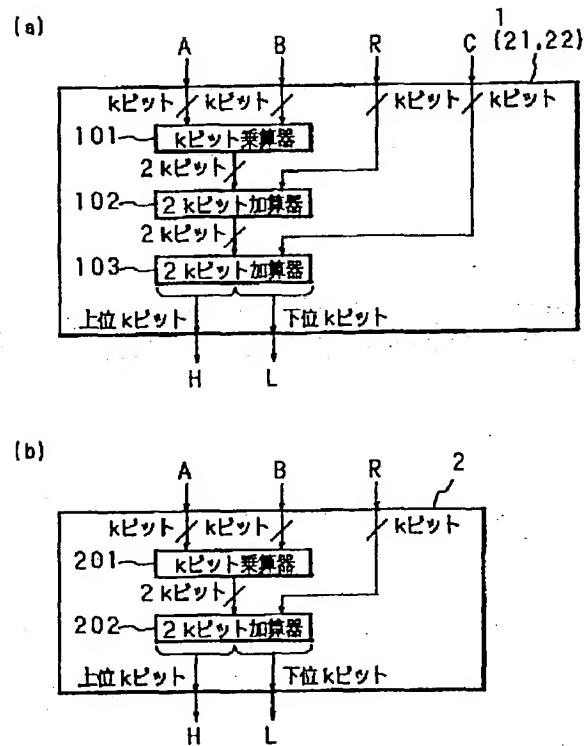 (a)
1
(21,22)
A B R C
kビット kビット kビット kビット
101 kビット乗算器
2kビット
102 2kビット加算器
2kビット
103 2kビット加算器
上位kビット 下位kビット
H L
(b)
2
A B R
kビット kビット kビット
201 kビット乗算器
2kビット
202 2kビット加算器
上位kビット 下位kビット
H L